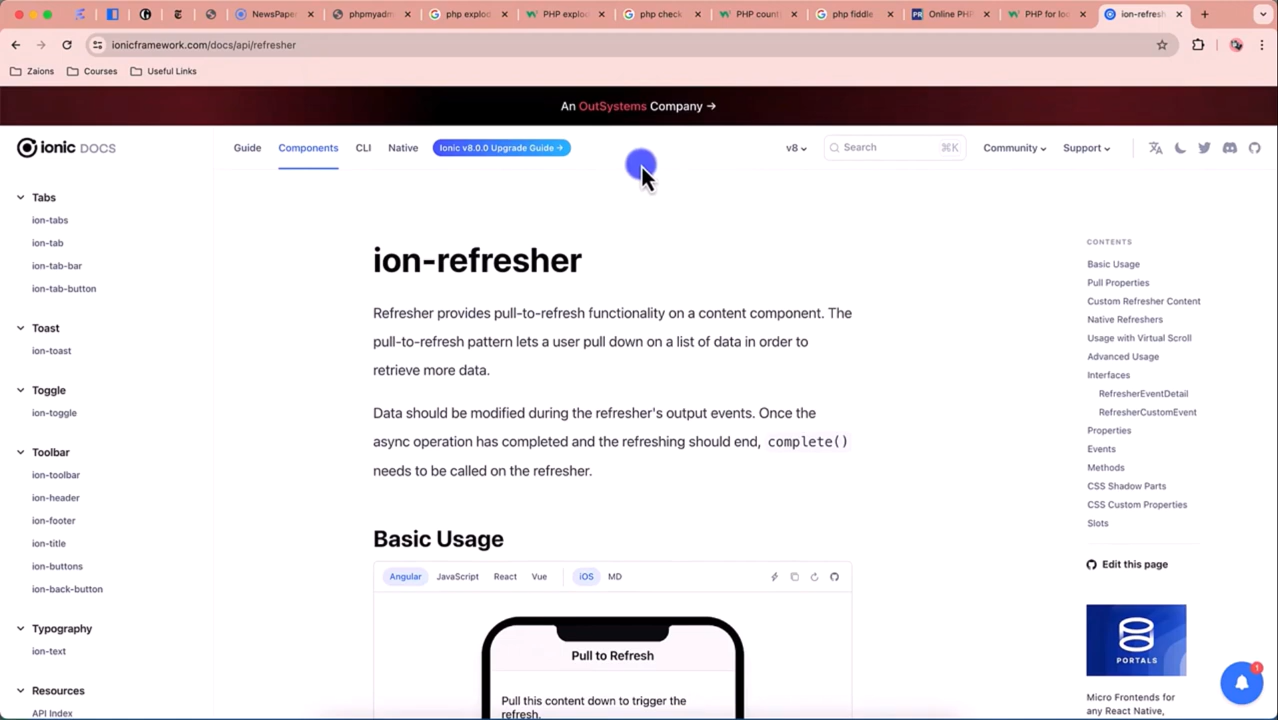 NewsPaper
phpmyadm
php explod
PHP explod
php check
PHP count
php fiddle
Online PHP
PHP for loo
ion-refresh
ionicframework.com/docs/api/refresher
Zaions
Courses
Useful Links
An OutSystems Company →
ionic DOCS
Guide
Components
CLI
Native
Ionic v8.0.0 Upgrade Guide →
v8
Search
⌘K
Community
Support
Tabs
ion-tabs
ion-tab
ion-tab-bar
ion-tab-button
Toast
ion-toast
Toggle
ion-toggle
Toolbar
ion-toolbar
ion-header
ion-footer
ion-title
ion-buttons
ion-back-button
Typography
ion-text
Resources
API Index
ion-refresher
Refresher provides pull-to-refresh functionality on a content component. The
pull-to-refresh pattern lets a user pull down on a list of data in order to
retrieve more data.
Data should be modified during the refresher's output events. Once the
async operation has completed and the refreshing should end, complete()
needs to be called on the refresher.
Basic Usage
Angular
JavaScript
React
Vue
iOS
MD
Pull to Refresh
Pull this content down to trigger the
refresh.
CONTENTS
Basic Usage
Pull Properties
Custom Refresher Content
Native Refreshers
Usage with Virtual Scroll
Advanced Usage
Interfaces
RefresherEventDetail
RefresherCustomEvent
Properties
Events
Methods
CSS Shadow Parts
CSS Custom Properties
Slots
Edit this page
PORTALS
Micro Frontends for
any React Native,
1